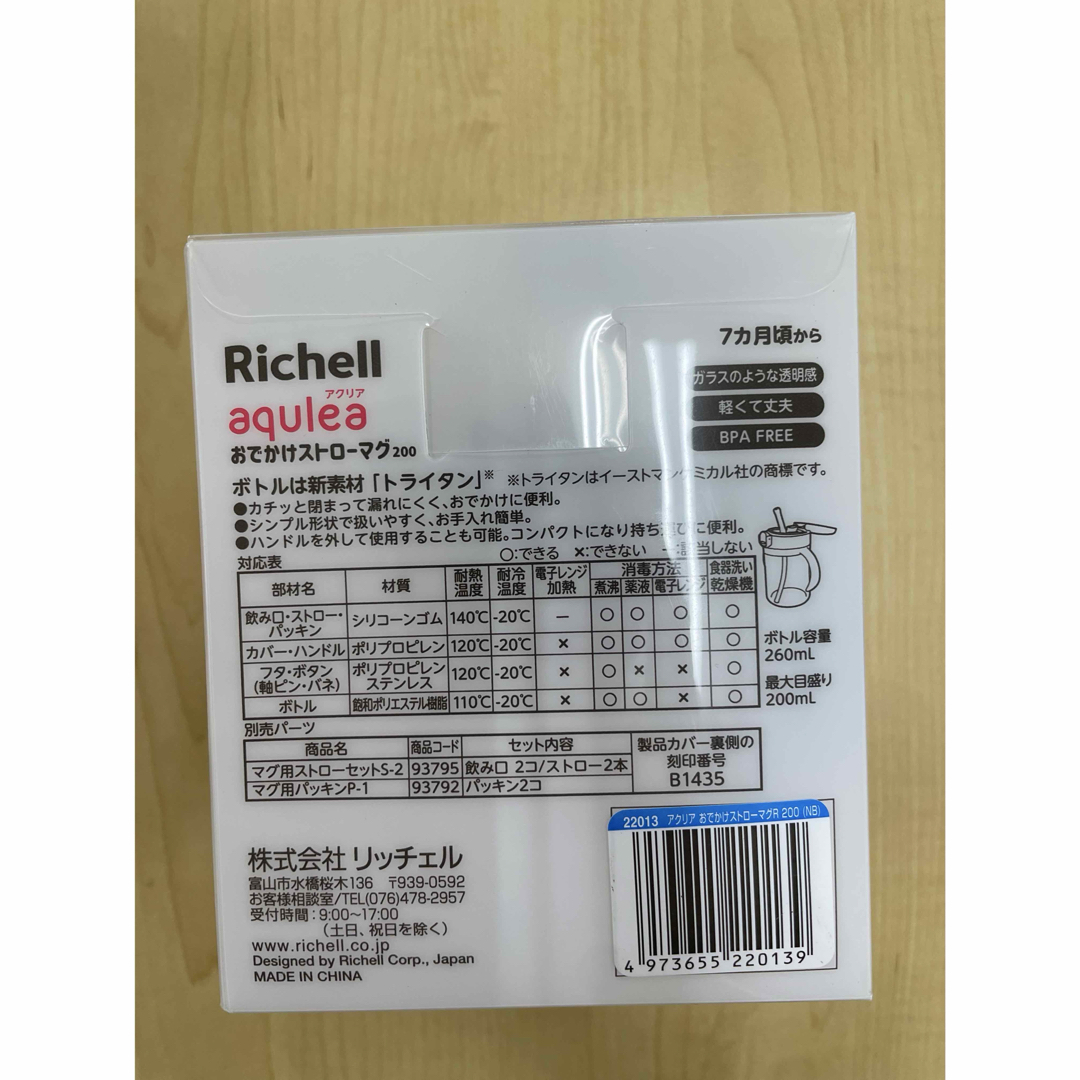 Richell
アクリア
aqulea
おでかけストローマグ200
7カ月頃から
ガラスのような透明感
軽くて丈夫
BPA FREE
ボトルは新素材「トライタン」※ ※トライタンはイーストマンケミカル社の商標です。
●カチッと閉まって漏れにくく、おでかけに便利。
●シンプル形状で扱いやすく、お手入れ簡単。
●ハンドルを外して使用することも可能。コンパクトになり持ち運びに便利。
対応表 ○:できる ×:できない ー:該当しない
部材名 材質 耐熱温度 耐冷温度 電子レンジ加熱 消毒方法 煮沸 薬液 電子レンジ 食器洗い乾燥機
飲み口・ストロー・パッキン シリコーンゴム 140℃ -20℃ ー ○ ○ ○ ○
カバー・ハンドル ポリプロピレン 120℃ -20℃ × ○ ○ ○ ○
フタ・ボタン(軸ピン・バネ) ポリプロピレン ステンレス 120℃ -20℃ × ○ × × ○
ボトル 飽和ポリエステル樹脂 110℃ -20℃ × ○ ○ × ○
ボトル容量
260mL
最大目盛り
200mL
別売パーツ
商品名 商品コード セット内容
マグ用ストローセットS-2 93795 飲み口 2コ/ストロー2本
マグ用パッキンP-1 93792 パッキン2コ
製品カバー裏側の
刻印番号
B1435
22013 アクリア おでかけストローマグR 200 (NB)
4 973655 220139
株式会社 リッチェル
富山市水橋桜木136 〒939-0592
お客様相談室/TEL(076)478-2957
受付時間:9:00〜17:00
(土日、祝日を除く)
www.richell.co.jp
Designed by Richell Corp., Japan
MADE IN CHINA